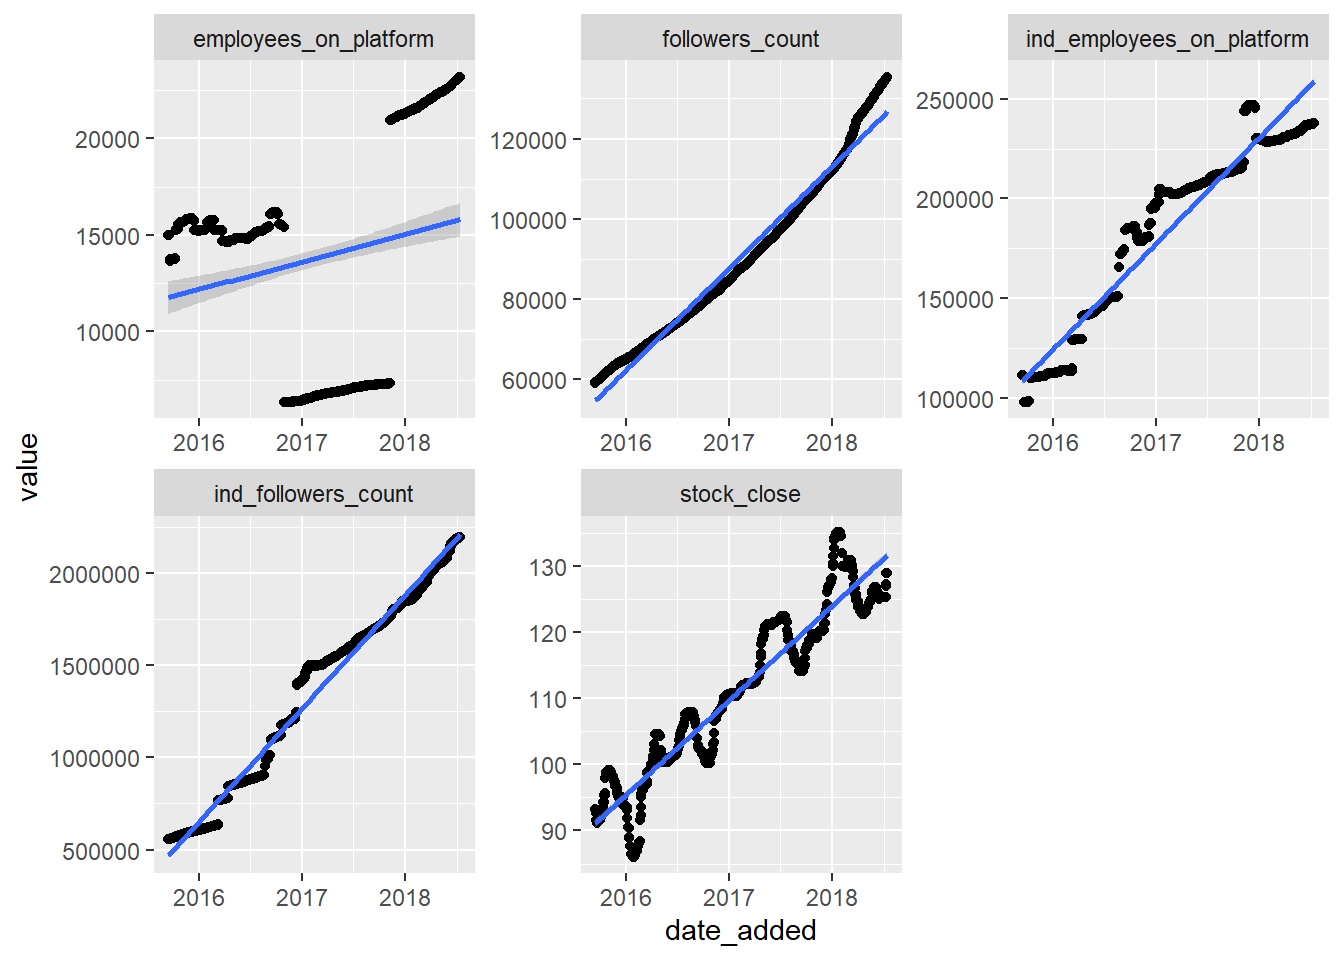 employees_on_platform
followers_count
ind_employees_on_platform
20000
15000
10000
2016 2017 2018
120000
100000
80000
60000
2016 2017 2018
250000
200000
150000
100000
2016 2017 2018
value
ind_followers_count
stock_close
2000000
1500000
1000000
500000
2016 2017 2018
130
120
110
100
90
2016 2017 2018
date_added